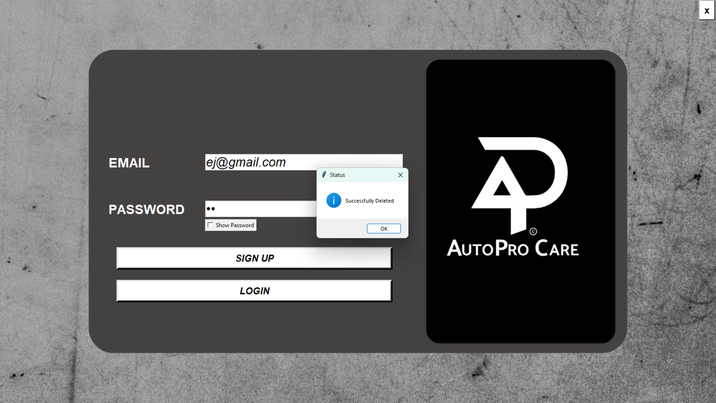 x
EMAIL
ej@gmail.com
Status
Successfully Deleted
OK
PASSWORD
••
Show Password
SIGN UP
LOGIN
©
AUTOPRO CARE